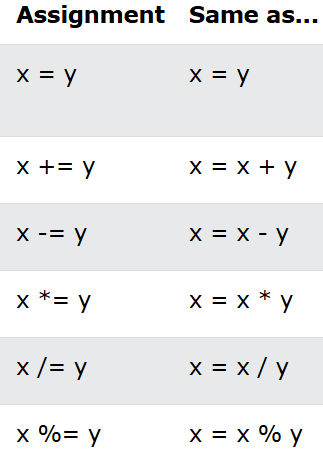 Assignment Same as...
x = y x = y
x += y x = x + y
x -= y x = x - y
x *= y x = x * y
x /= y x = x / y
x %= y x = x % y